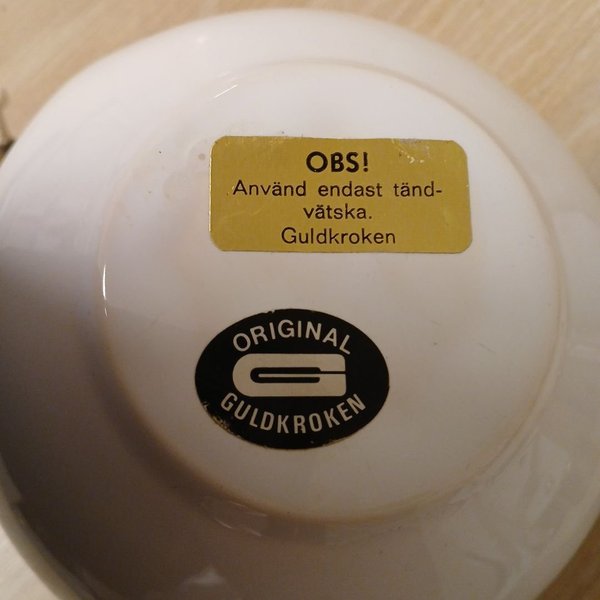 OBS!
Använd endast tänd-
vätska.
Guldkroken
ORIGINAL
G
GULDKROKEN